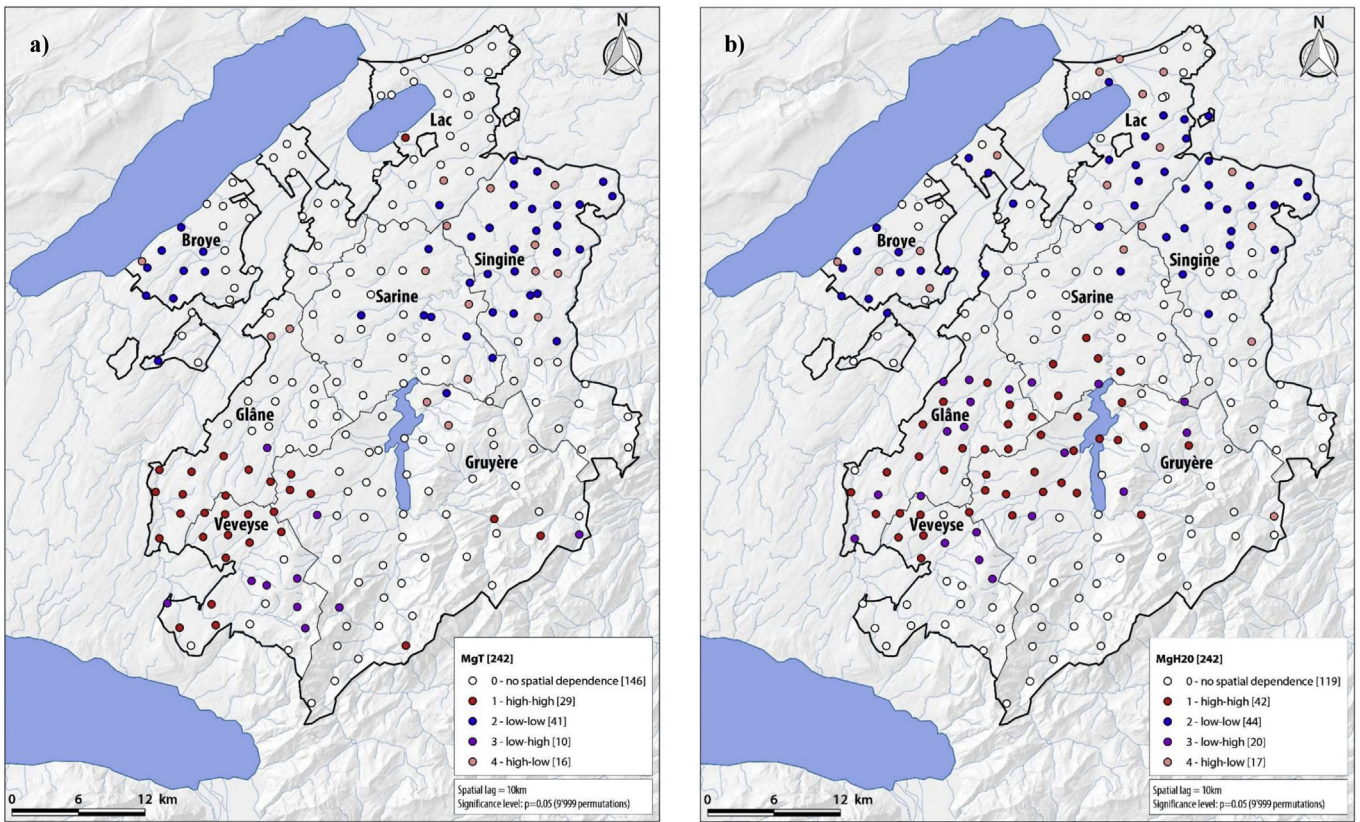 a)
N
Lac
Broye
Singine
Sarine
Glâne
Gruyère
Veveyse
MgT [242]
0 - no spatial dependence [146]
1 - high-high [29]
2 - low-low [41]
3 - low-high [10]
4 - high-low [16]
Spatial lag = 10km
Significance level: p=0.05 (9'999 permutations)
0 6 12 km
b)
N
Lac
Broye
Singine
Sarine
Glâne
Gruyère
Veveyse
MgH20 [242]
0 - no spatial dependence [119]
1 - high-high [42]
2 - low-low [44]
3 - low-high [20]
4 - high-low [17]
Spatial lag = 10km
Significance level: p=0.05 (9'999 permutations)
0 6 12 km